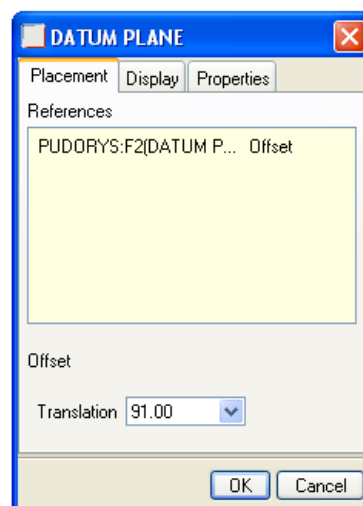 DATUM PLANE
Placement Display Properties
References
PUDORYS:F2(DATUM P... Offset
Offset
Translation 91.00
OK Cancel